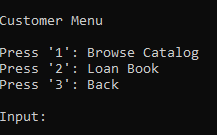 Customer Menu
Press '1': Browse Catalog
Press '2': Loan Book
Press '3': Back
Input: